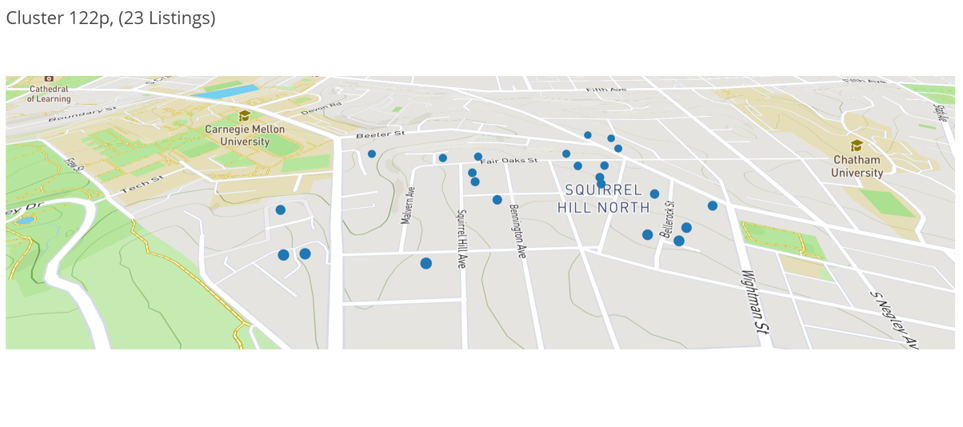 Cluster 122p, (23 Listings)
Cathedral
of Learning
Boundary St
Devon Rd
Fifth Ave
Carnegie Mellon
University
Beeler St
Fair Oaks St
Chatham
University
Tech St
SQUIRREL
HILL NORTH
Malvern Ave
Squirrel Hill Ave
Bennington Ave
Bellerock St
Wightman St
S Negley Av